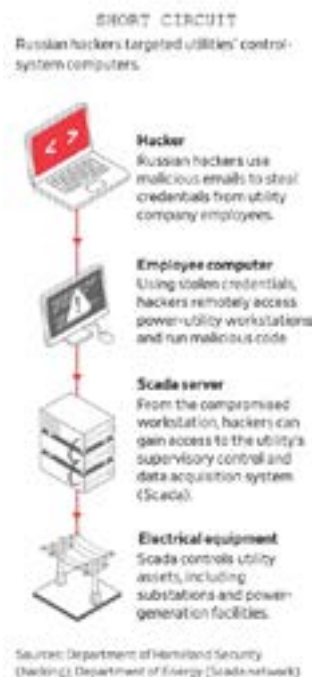 SHORT CIRCUIT
Russian hackers targeted utilities' control-
system computers.
Hacker
Russian hackers use
malicious emails to steal
credentials from utility
company employees.
Employee computer
Using stolen credentials,
hackers remotely access
power-utility workstations
and run malicious code
Scada server
From the compromised
workstation, hackers can
gain access to the utility's
supervisory control and
data acquisition system
(Scada).
Electrical equipment
Scada controls utility
assets, including
substations and power-
generation facilities.
Sources: Department of Homeland Security
(hacking); Department of Energy (Scada network)